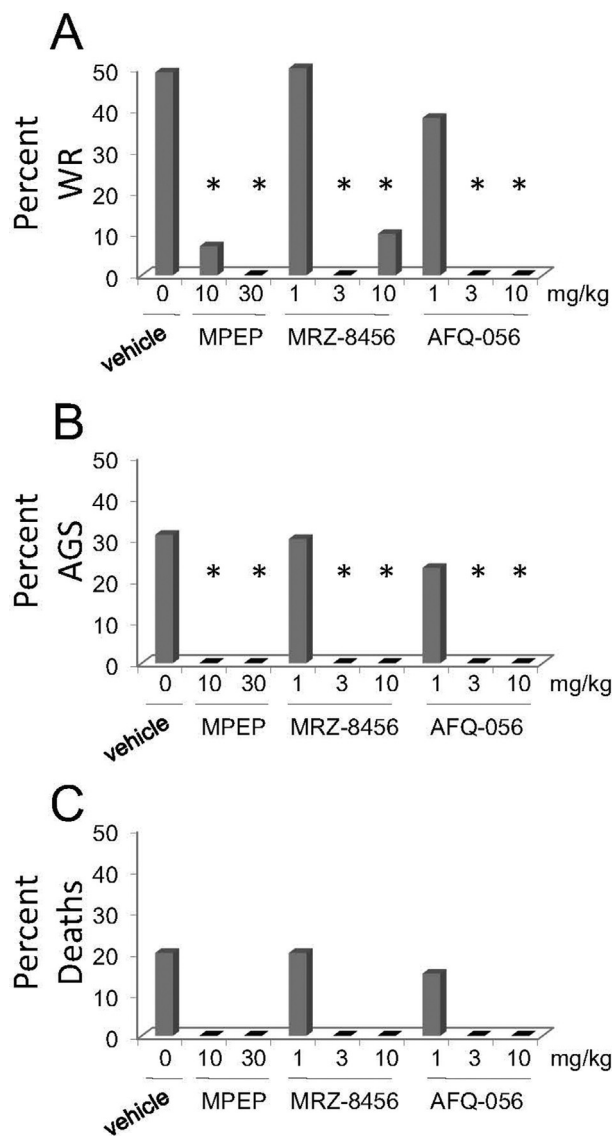 A
Percent
WR
50
40
30
20
10
0
* * * * * *
0 10 30 1 3 10 1 3 10 mg/kg
vehicle MPEP MRZ-8456 AFQ-056
B
Percent
AGS
50
40
30
20
10
0
* * * * * *
0 10 30 1 3 10 1 3 10 mg/kg
vehicle MPEP MRZ-8456 AFQ-056
C
Percent
Deaths
50
40
30
20
10
0
0 10 30 1 3 10 1 3 10 mg/kg
vehicle MPEP MRZ-8456 AFQ-056